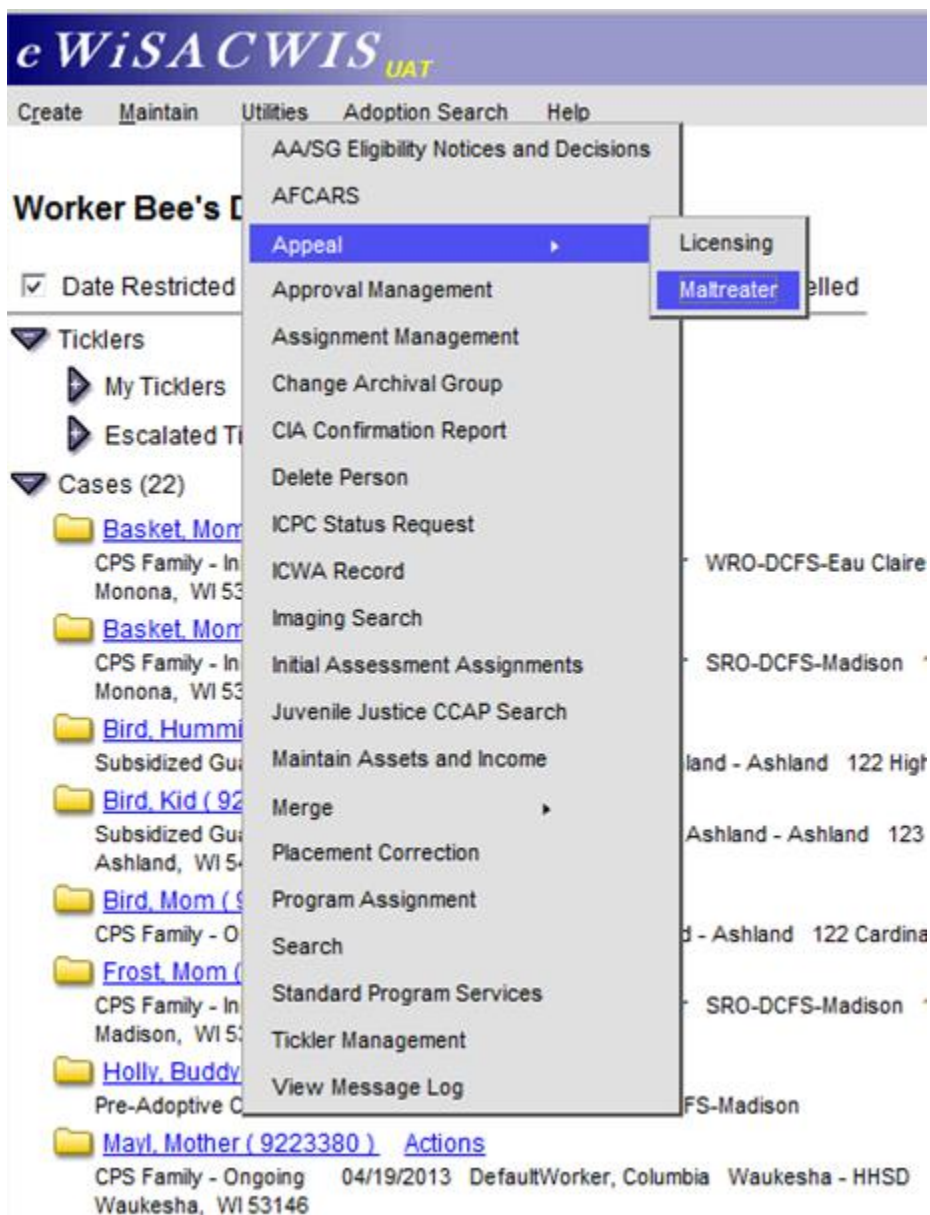 e WiSACWIS UAT
Create Maintain Utilities Adoption Search Help
AA/SG Eligibility Notices and Decisions
AFCARS
Appeal
Licensing
Maltreater
Approval Management
Assignment Management
Change Archival Group
CIA Confirmation Report
Delete Person
ICPC Status Request
ICWA Record
Imaging Search
Initial Assessment Assignments
Juvenile Justice CCAP Search
Maintain Assets and Income
Merge
Placement Correction
Program Assignment
Search
Standard Program Services
Tickler Management
View Message Log
Worker Bee's
Date Restricted elled
Ticklers
My Ticklers
Escalated Ti
Cases (22)
Basket, Mom
CPS Family - In WRO-DCFS-Eau Claire
Monona, WI 53
Basket, Mom
CPS Family - In SRO-DCFS-Madison
Monona, WI 53
Bird, Hummi
Subsidized Gua land - Ashland 122 High
Bird, Kid ( 92
Subsidized Gua Ashland - Ashland 123
Ashland, WI 54
Bird, Mom ( 9
CPS Family - O d - Ashland 122 Cardina
Frost, Mom (
CPS Family - In SRO-DCFS-Madison
Madison, WI 53
Holly, Buddy
Pre-Adoptive C FS-Madison
Mayl, Mother ( 9223380 ) Actions
CPS Family - Ongoing 04/19/2013 DefaultWorker, Columbia Waukesha - HHSD
Waukesha, WI 53146